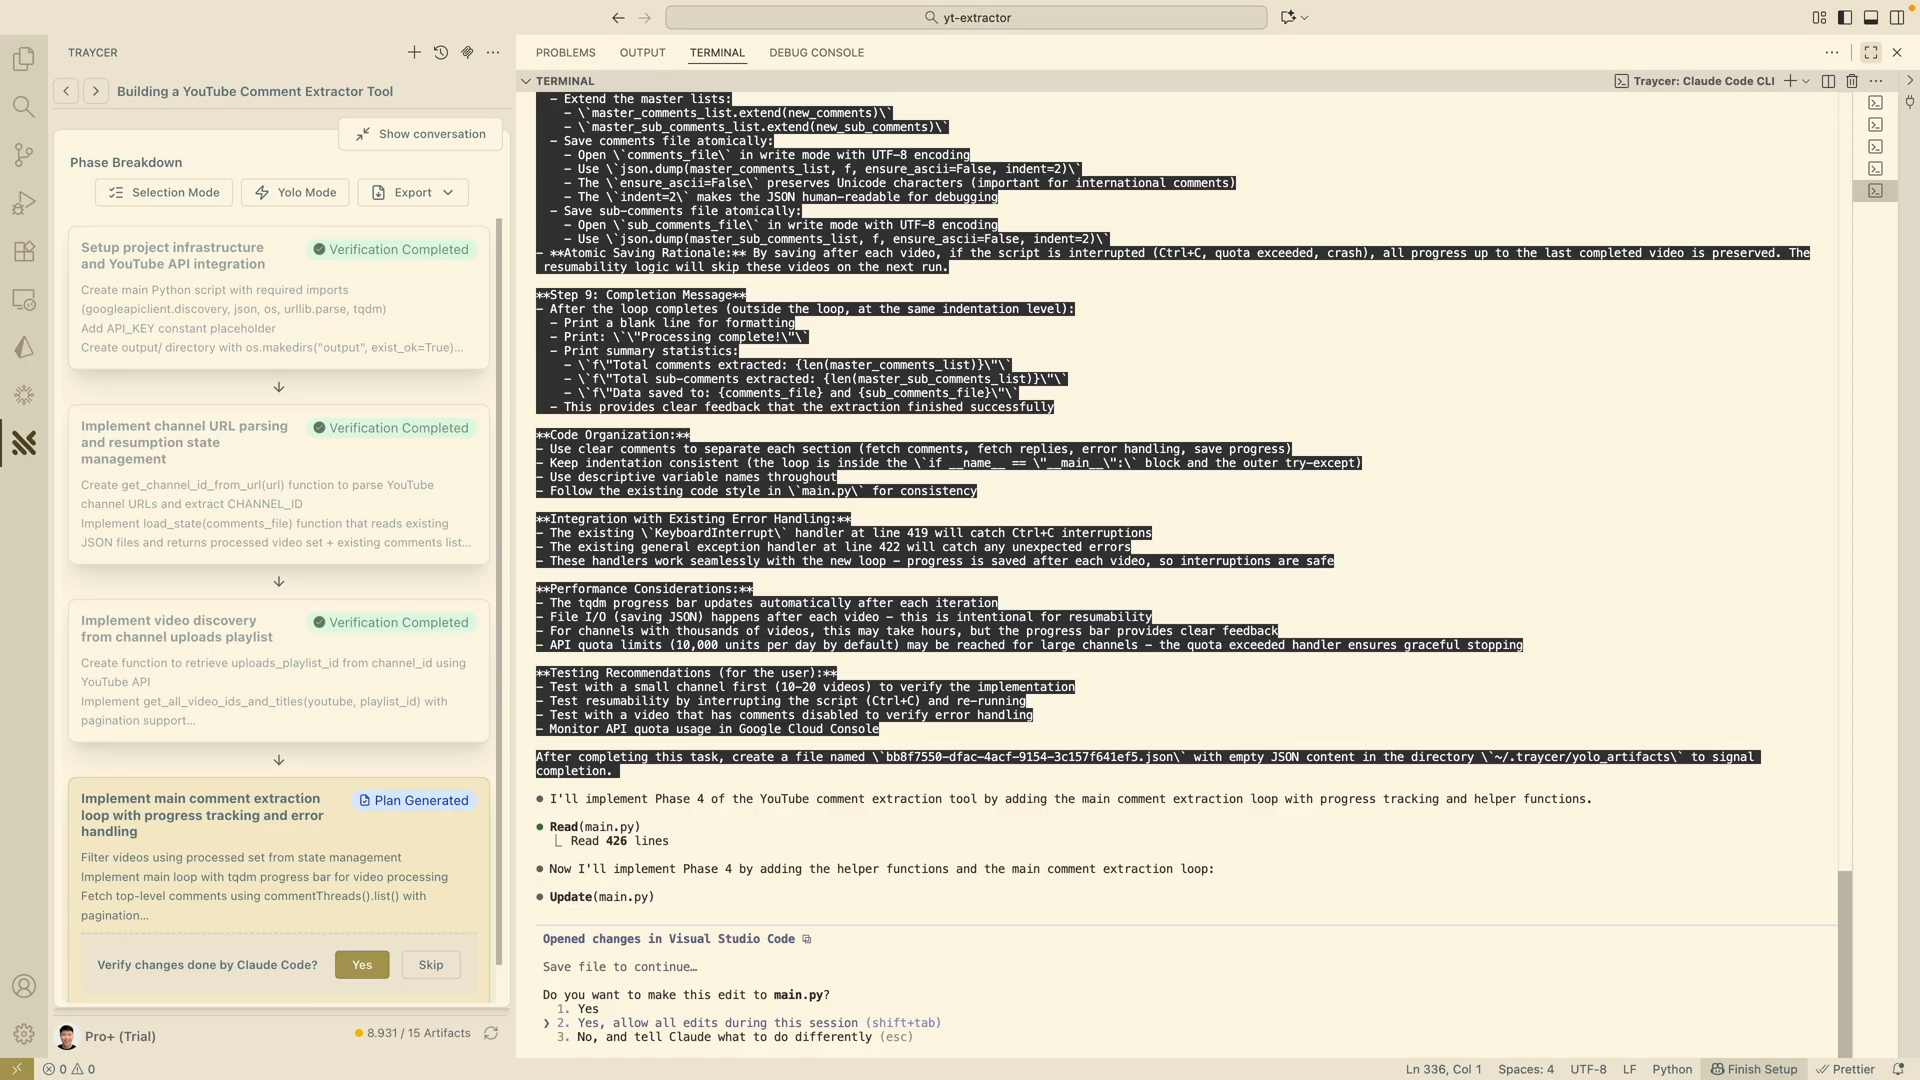 yt-extractor
TRAYCER
Building a YouTube Comment Extractor Tool
Show conversation
Phase Breakdown
Selection Mode
Yolo Mode
Export
Setup project infrastructure
and YouTube API integration
Verification Completed
Create main Python script with required imports
(googleapiclient.discovery, json, os, urllib.parse, tqdm)
Add API_KEY constant placeholder
Create output/ directory with os.makedirs("output", exist_ok=True)...
Implement channel URL parsing
and resumption state
management
Verification Completed
Create get_channel_id_from_url(url) function to parse YouTube
channel URLs and extract CHANNEL_ID
Implement load_state(comments_file) function that reads existing
JSON files and returns processed video set + existing comments list...
Implement video discovery
from channel uploads playlist
Verification Completed
Create function to retrieve uploads_playlist_id from channel_id using
YouTube API
Implement get_all_video_ids_and_titles(youtube, playlist_id) with
pagination support...
Implement main comment extraction
loop with progress tracking and error
handling
Plan Generated
Filter videos using processed set from state management
Implement main loop with tqdm progress bar for video processing
Fetch top-level comments using commentThreads().list() with
pagination...
Verify changes done by Claude Code?
Yes
Skip
Pro+ (Trial)
8.931 / 15 Artifacts
PROBLEMS
OUTPUT
TERMINAL
DEBUG CONSOLE
TERMINAL
Traycer: Claude Code CLI
- Extend the master lists:
- \`master_comments_list.extend(new_comments)\`
- \`master_sub_comments_list.extend(new_sub_comments)\`
- Save comments file atomically:
- Open \`comments_file\` in write mode with UTF-8 encoding
- Use \`json.dump(master_comments_list, f, ensure_ascii=False, indent=2)\`
- The \`ensure_ascii=False\` preserves Unicode characters (important for international comments)
- The \`indent=2\` makes the JSON human-readable for debugging
- Save sub-comments file atomically:
- Open \`sub_comments_file\` in write mode with UTF-8 encoding
- Use \`json.dump(master_sub_comments_list, f, ensure_ascii=False, indent=2)\`
- **Atomic Saving Rationale:** By saving after each video, if the script is interrupted (Ctrl+C, quota exceeded, crash), all progress up to the last completed video is preserved. The
resumability logic will skip these videos on the next run.
**Step 9: Completion Message**
- After the loop completes (outside the loop, at the same indentation level):
- Print a blank line for formatting
- Print: \`\"Processing complete!\"\`
- Print summary statistics:
- \`f\"Total comments extracted: {len(master_comments_list)}\"\`
- \`f\"Total sub-comments extracted: {len(master_sub_comments_list)}\"\`
- \`f\"Data saved to: {comments_file} and {sub_comments_file}\"\`
- This provides clear feedback that the extraction finished successfully
**Code Organization:**
- Use clear comments to separate each section (fetch comments, fetch replies, error handling, save progress)
- Keep indentation consistent (the loop is inside the \`if __name__ == \"__main__\":\` block and the outer try-except)
- Use descriptive variable names throughout
- Follow the existing code style in \`main.py\` for consistency
**Integration with Existing Error Handling:**
- The existing \`KeyboardInterrupt\` handler at line 419 will catch Ctrl+C interruptions
- The existing general exception handler at line 422 will catch any unexpected errors
- These handlers work seamlessly with the new loop - progress is saved after each video, so interruptions are safe
**Performance Considerations:**
- The tqdm progress bar updates automatically after each iteration
- File I/O (saving JSON) happens after each video - this is intentional for resumability
- For channels with thousands of videos, this may take hours, but the progress bar provides clear feedback
- API quota limits (10,000 units per day by default) may be reached for large channels - the quota exceeded handler ensures graceful stopping
**Testing Recommendations (for the user):**
- Test with a small channel first (10-20 videos) to verify the implementation
- Test resumability by interrupting the script (Ctrl+C) and re-running
- Test with a video that has comments disabled to verify error handling
- Monitor API quota usage in Google Cloud Console
After completing this task, create a file named \`bb8f7550-dfac-4acf-9154-3c157f641ef5.json\` with empty JSON content in the directory \`~/.traycer/yolo_artifacts\` to signal
completion.
● I'll implement Phase 4 of the YouTube comment extraction tool by adding the main comment extraction loop with progress tracking and helper functions.
● Read(main.py)
⎿ Read 426 lines
● Now I'll implement Phase 4 by adding the helper functions and the main comment extraction loop:
● Update(main.py)
Opened changes in Visual Studio Code ⧉
Save file to continue…
Do you want to make this edit to main.py?
1. Yes
❯ 2. Yes, allow all edits during this session (shift+tab)
3. No, and tell Claude what to do differently (esc)
0 0
Ln 336, Col 1
Spaces: 4
UTF-8
LF
Python
Finish Setup
Prettier